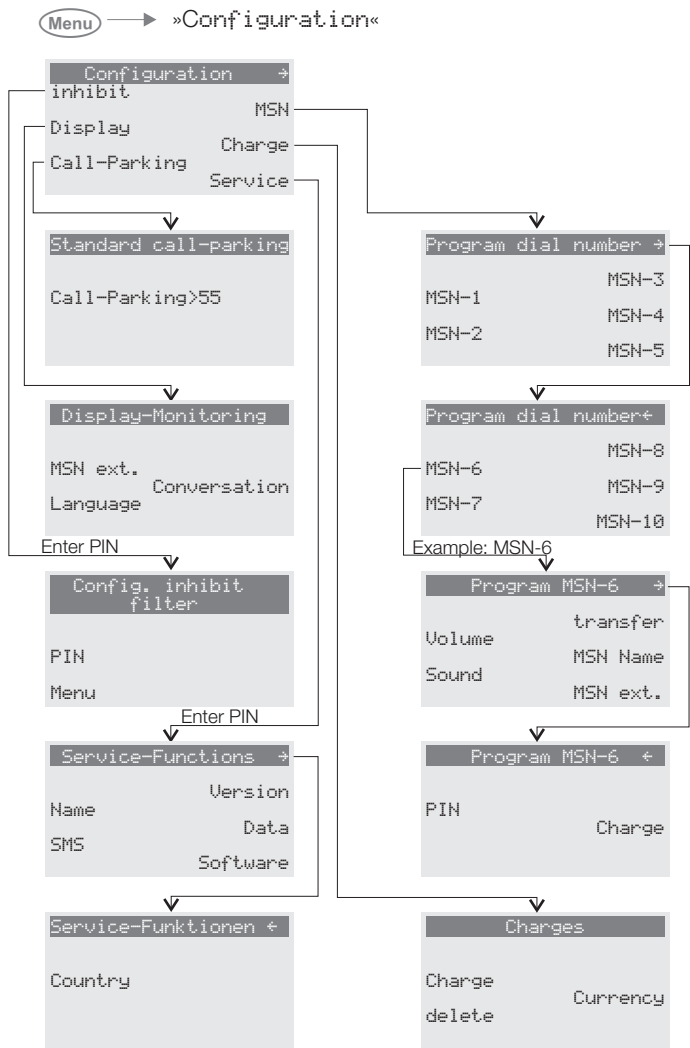 Menu → »Configuration«
Configuration →
inhibit
MSN
Display
Charge
Call-Parking
Service
Standard call-parking
Call-Parking>55
Display-Monitoring
MSN ext.
Conversation
Language
Enter PIN
Config. inhibit
filter
PIN
Menu
Enter PIN
Service-Functions →
Version
Name
Data
SMS
Software
Service-Funktionen ←
Country
Program dial number →
MSN-3
MSN-1
MSN-4
MSN-2
MSN-5
Program dial number←
MSN-8
MSN-6
MSN-9
MSN-7
MSN-10
Example: MSN-6
Program MSN-6 →
transfer
Volume
MSN Name
Sound
MSN ext.
Program MSN-6 ←
PIN
Charge
Charges
Charge
Currency
delete